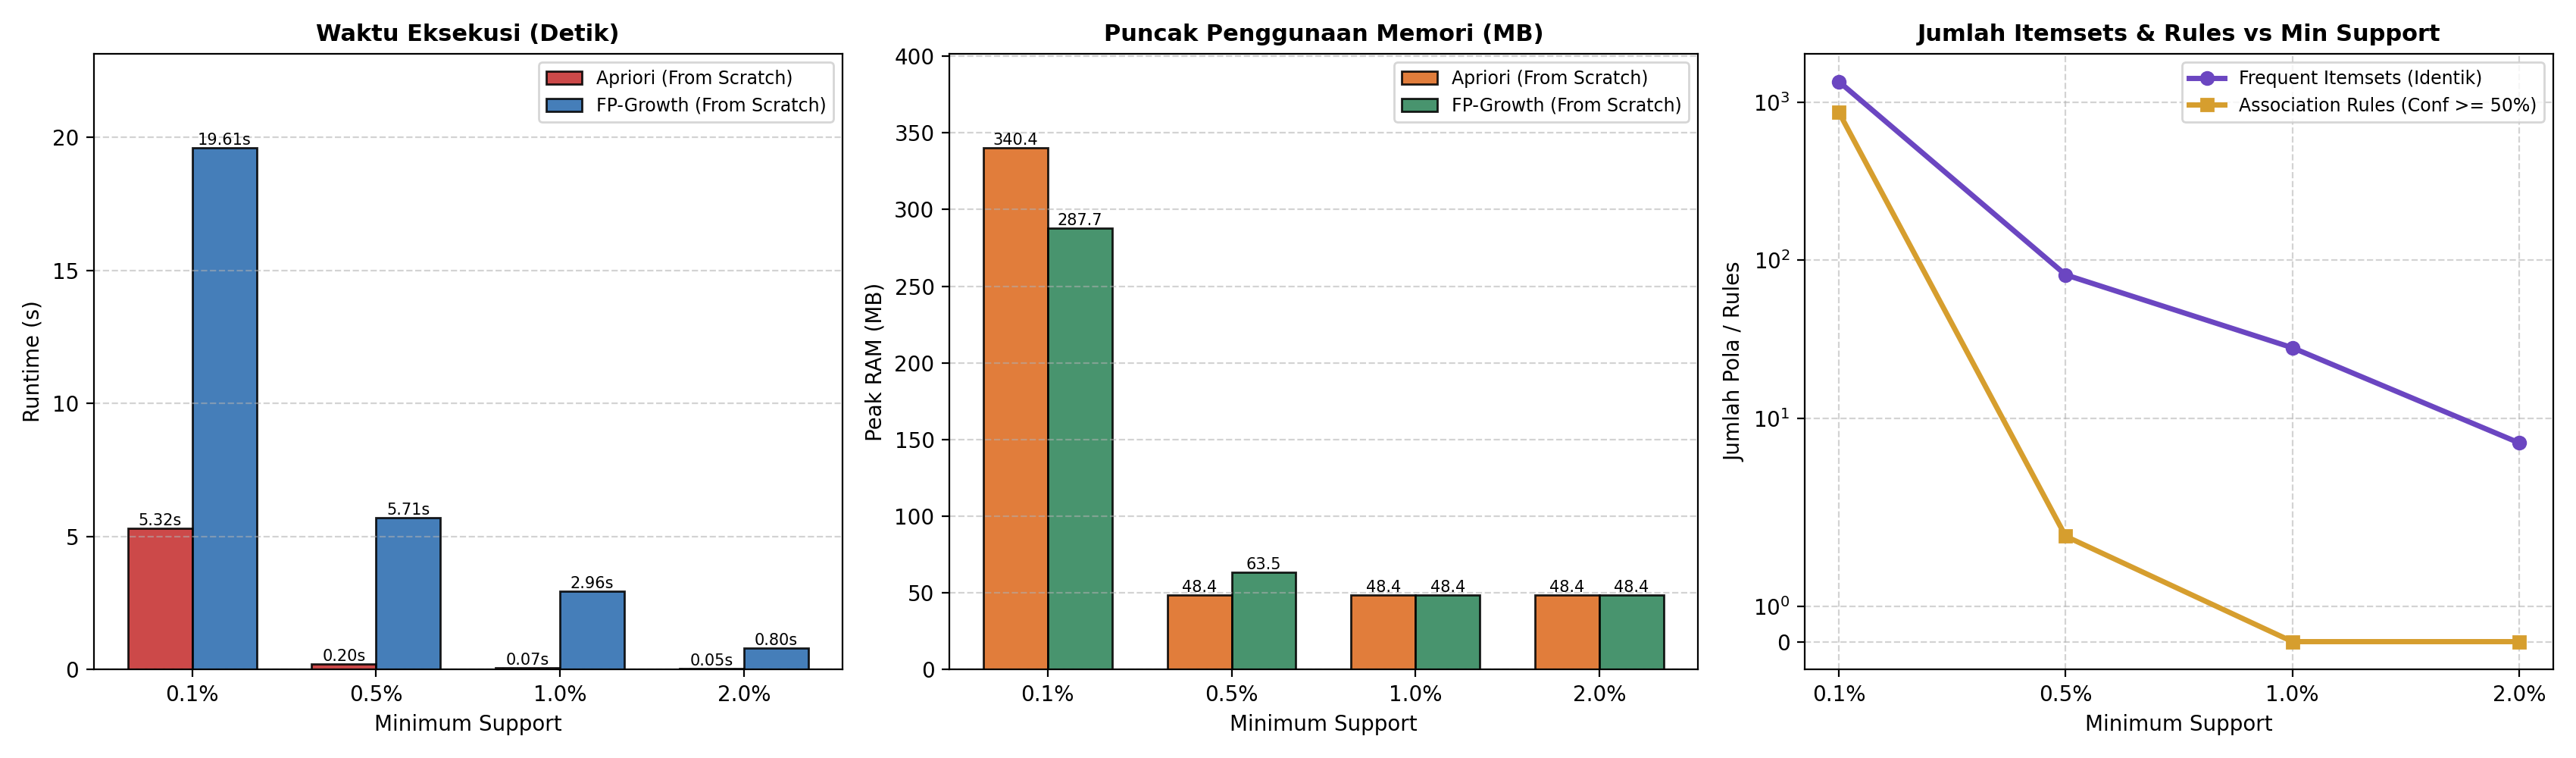 Waktu Eksekusi (Detik)
Runtime (s)
20
15
10
5
0
Apriori (From Scratch)
FP-Growth (From Scratch)
5.32s
19.61s
0.20s
5.71s
0.07s
2.96s
0.05s
0.80s
0.1%
0.5%
1.0%
2.0%
Minimum Support
Puncak Penggunaan Memori (MB)
Peak RAM (MB)
400
350
300
250
200
150
100
50
0
Apriori (From Scratch)
FP-Growth (From Scratch)
340.4
287.7
48.4
63.5
48.4
48.4
48.4
48.4
0.1%
0.5%
1.0%
2.0%
Minimum Support
Jumlah Itemsets & Rules vs Min Support
Jumlah Pola / Rules
10³
10²
10¹
10⁰
0
Frequent Itemsets (Identik)
Association Rules (Conf >= 50%)
0.1%
0.5%
1.0%
2.0%
Minimum Support